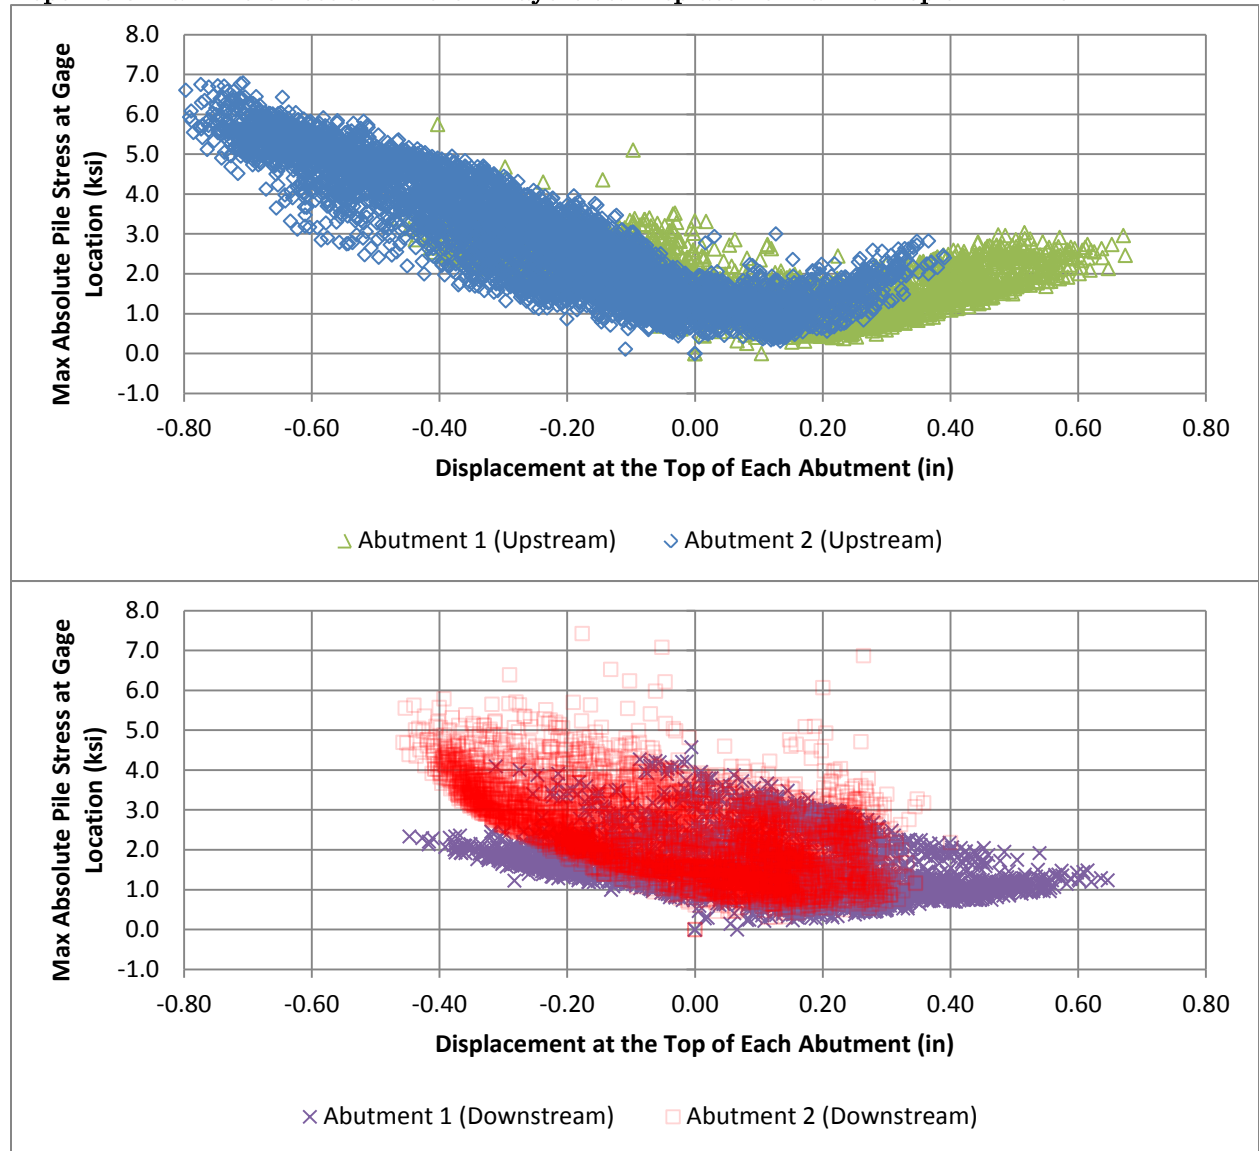 8.0
7.0
6.0
5.0
4.0
3.0
2.0
1.0
0.0
-1.0
Max Absolute Pile Stress at Gage
Location (ksi)
-0.80 -0.60 -0.40 -0.20 0.00 0.20 0.40 0.60 0.80
Displacement at the Top of Each Abutment (in)
Abutment 1 (Upstream) Abutment 2 (Upstream)
8.0
7.0
6.0
5.0
4.0
3.0
2.0
1.0
0.0
-1.0
Max Absolute Pile Stress at Gage
Location (ksi)
-0.80 -0.60 -0.40 -0.20 0.00 0.20 0.40 0.60 0.80
Displacement at the Top of Each Abutment (in)
Abutment 1 (Downstream) Abutment 2 (Downstream)